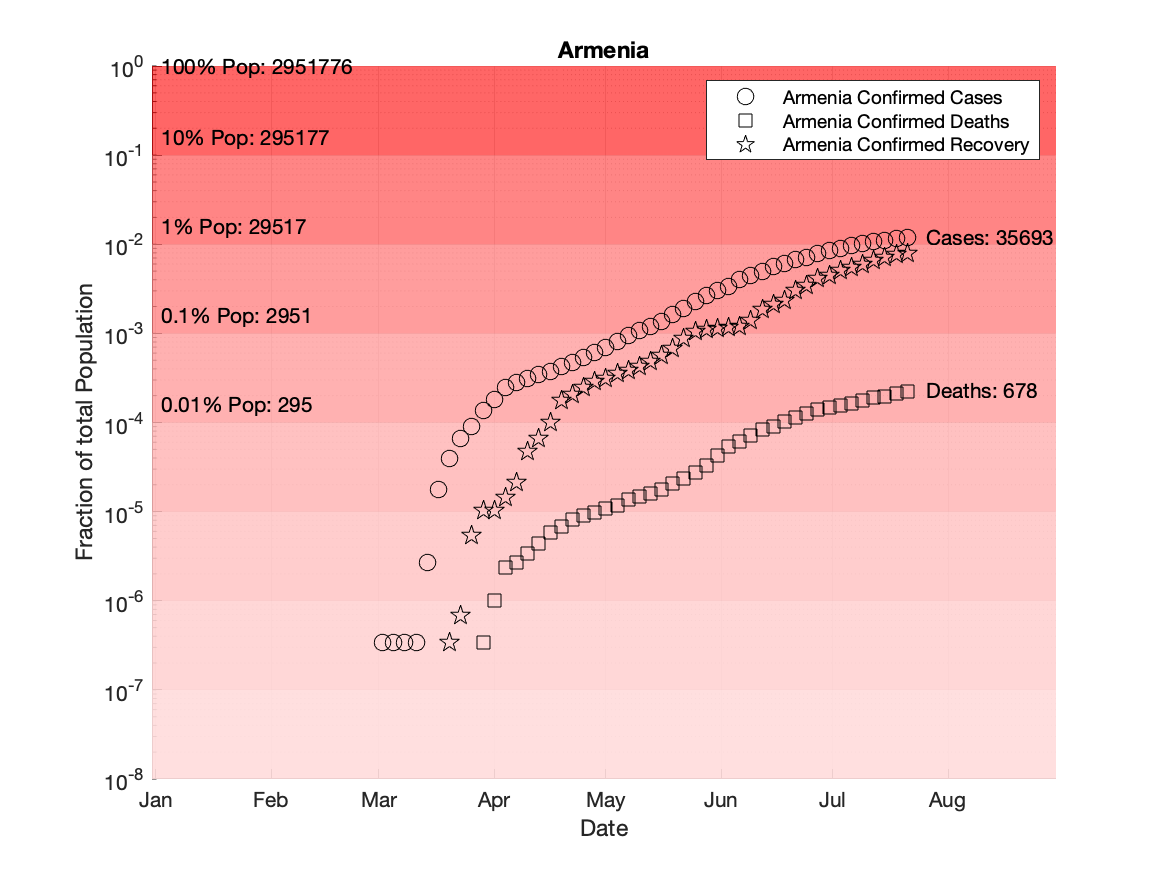 Armenia
10^0
10^-1
10^-2
10^-3
10^-4
10^-5
10^-6
10^-7
10^-8
Fraction of total Population
100% Pop: 2951776
10% Pop: 295177
1% Pop: 29517
0.1% Pop: 2951
0.01% Pop: 295
Armenia Confirmed Cases
Armenia Confirmed Deaths
Armenia Confirmed Recovery
Cases: 35693
Deaths: 678
Jan Feb Mar Apr May Jun Jul Aug
Date